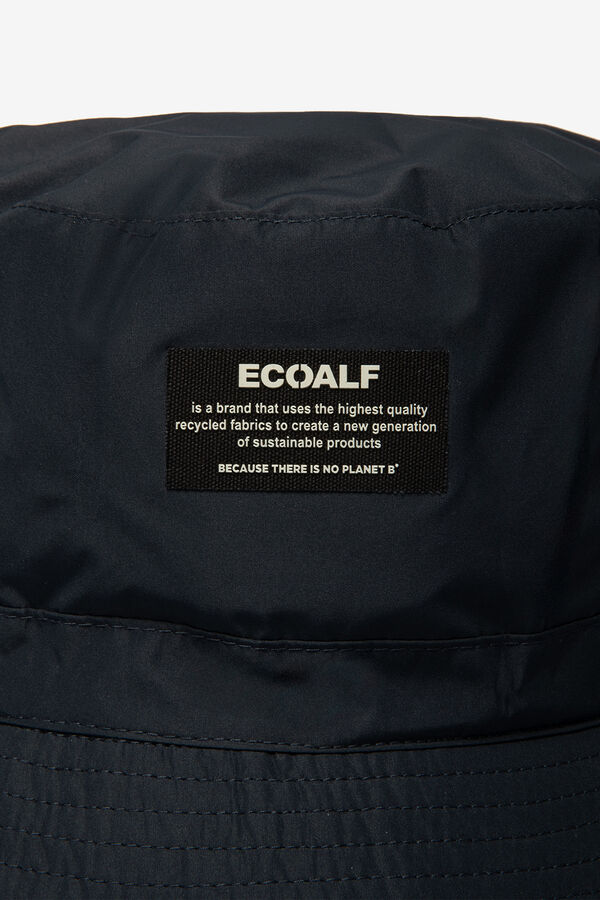 ECOALF
is a brand that uses the highest quality
recycled fabrics to create a new generation
of sustainable products
BECAUSE THERE IS NO PLANET B*